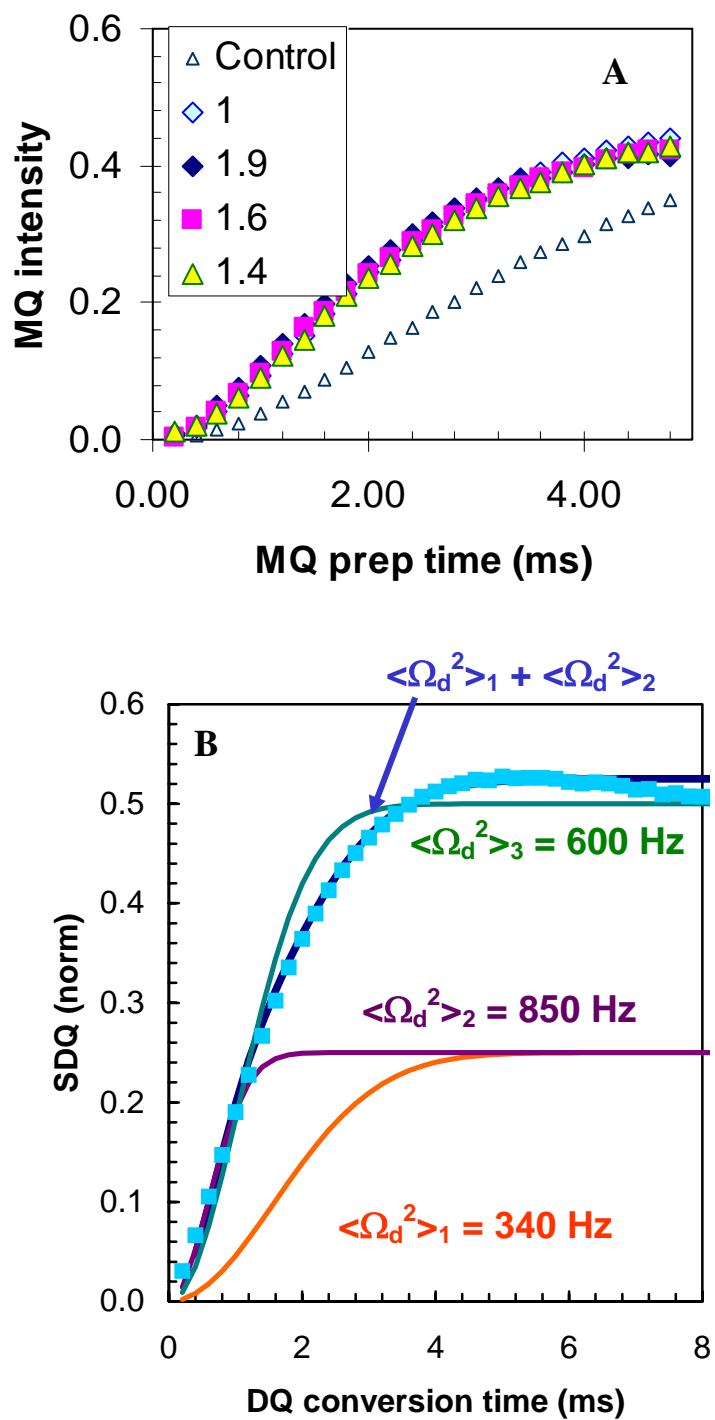 0.6
Control
A
1
1.9
0.4
1.6
1.4
MQ intensity
0.2
0.0
0.00 2.00 4.00
MQ prep time (ms)
<Ωd²>1 + <Ωd²>2
0.6
B
0.5
<Ωd²>3 = 600 Hz
0.4
SDQ (norm)
0.3
<Ωd²>2 = 850 Hz
0.2
0.1
<Ωd²>1 = 340 Hz
0.0
0 2 4 6 8
DQ conversion time (ms)